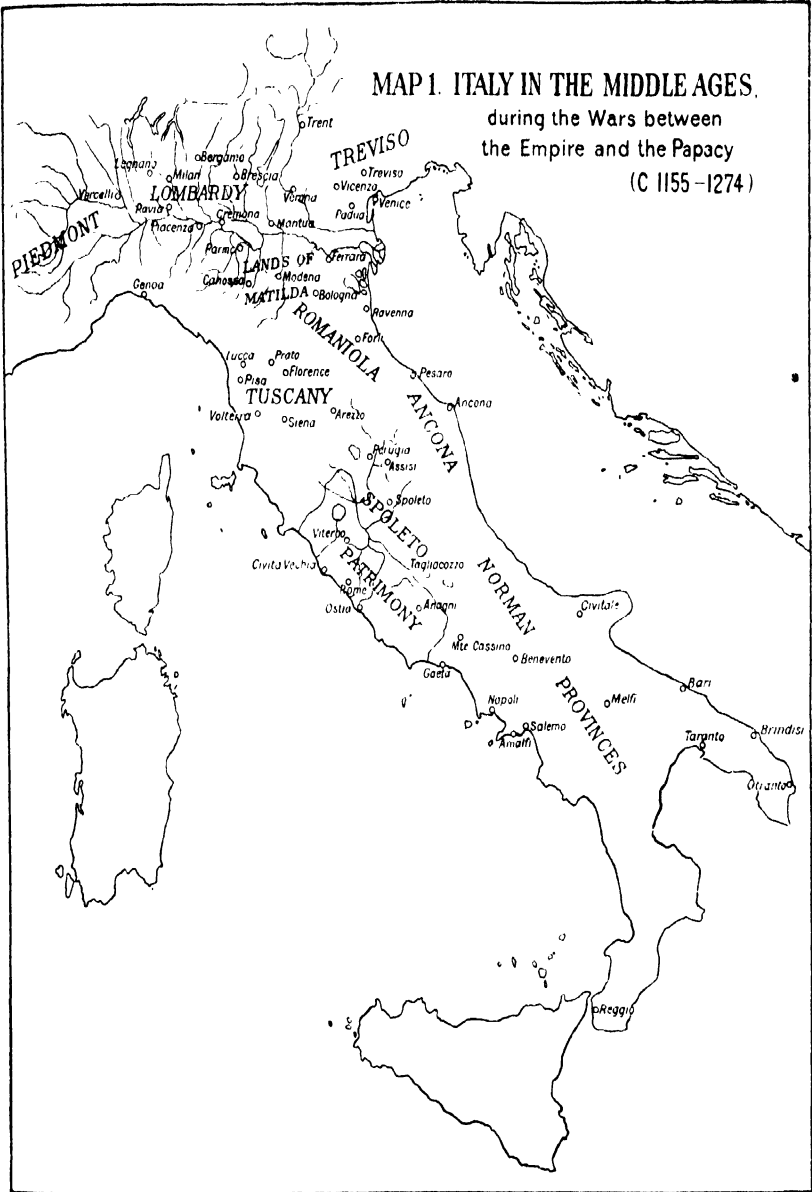 MAP 1. ITALY IN THE MIDDLE AGES.
during the Wars between
the Empire and the Papacy
(C 1155-1274)
Trent
TREVISO
Bergamo
Legnano
Milan
Brescia
Treviso
Vicenza
Vercelli
LOMBARDY
Verona
Venice
Pavia
Padua
Cremona
Piacenza
Mantua
PIEDMONT
Parma
LANDS OF
Ferrara
Canossa
Modena
Genoa
MATILDA
Bologna
Ravenna
ROMANIOLA
Forli
Lucca
Prato
Florence
Pesaro
Pisa
TUSCANY
ANCONA
Ancona
Volterra
Siena
Arezzo
Perugia
Assisi
SPOLETO
Spoleto
Viterbo
PATRIMONY
Tagliacozzo
Civita Vechia
NORMAN
Rome
Ostia
Anagni
Civitate
Mte Cassino
Benevento
Gaeta
PROVINCES
Bari
Melfi
Napoli
Salerno
Amalfi
Taranto
Brindisi
Otranto
Reggio